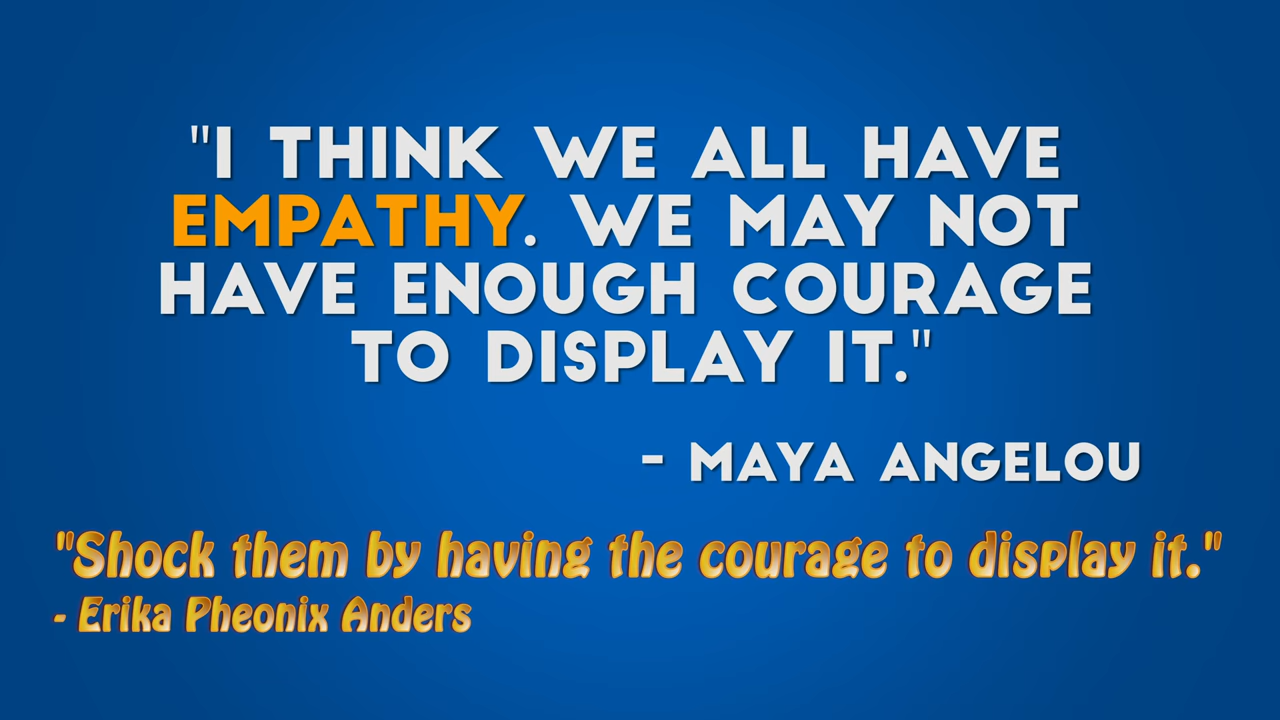 "I THINK WE ALL HAVE
EMPATHY. WE MAY NOT
HAVE ENOUGH COURAGE
TO DISPLAY IT."
- MAYA ANGELOU
"Shock them by having the courage to display it."
- Erika Pheonix Anders